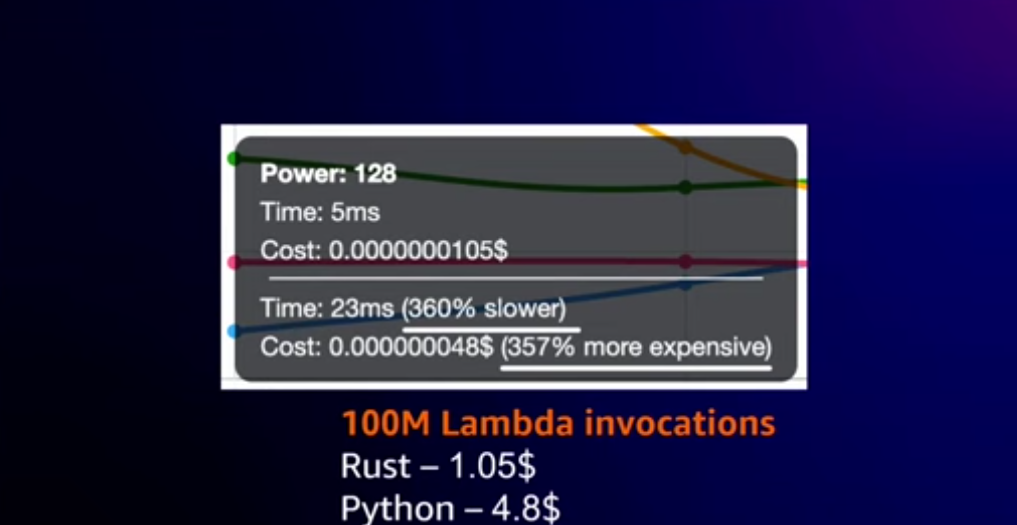 Power: 128
Time: 5ms
Cost: 0.0000000105$
Time: 23ms (360% slower)
Cost: 0.000000048$ (357% more expensive)
100M Lambda invocations
Rust – 1.05$
Python – 4.8$